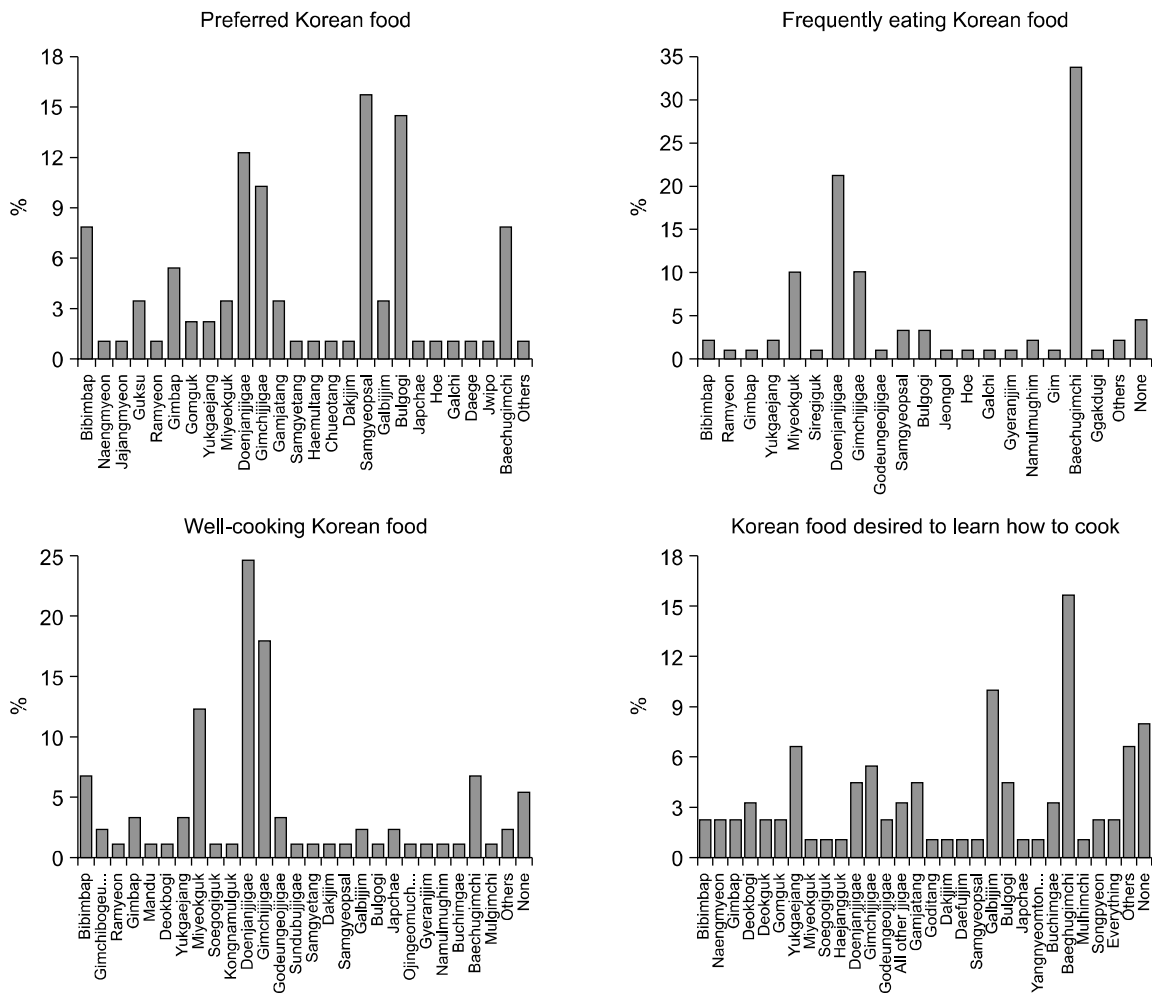 Preferred Korean food
18
15
12
9
6
3
0
%
Bibimbap
Naengmyeon
Jajangmyeon
Guksu
Ramyeon
Gimbap
Gomguk
Yukgaejang
Miyeokguk
Doenjanjjigae
Gimchijjigae
Gamjatang
Samgyetang
Haemultang
Chueotang
Dakjjim
Samgyeopsal
Galbijjim
Bulgogi
Japchae
Hoe
Galchi
Daege
Jwipo
Baechugimchi
Others
Frequently eating Korean food
35
30
25
20
15
10
5
0
%
Bibimbap
Ramyeon
Gimbap
Yukgaejang
Miyeokguk
Siregiguk
Doenjanjjigae
Gimchijjigae
Godeungeojjigae
Samgyeopsal
Bulgogi
Jeongol
Hoe
Galchi
Gyeranjjim
Namulmughim
Gim
Baechugimchi
Ggakdugi
Others
None
Well-cooking Korean food
25
20
15
10
5
0
%
Bibimbap
Gimchibogeu...
Ramyeon
Gimbap
Mandu
Deokbogi
Yukgaejang
Miyeokguk
Soegogiguk
Kongnamulguk
Doenjanjjigae
Gimchijjigae
Godeungeojjigae
Sundubujjigae
Samgyetang
Dakjjim
Samgyeopsal
Galbijjim
Bulgogi
Japchae
Ojingeomuch...
Gyeranjjim
Namulmughim
Buchimgae
Baechugimchi
Mulgimchi
Others
None
Korean food desired to learn how to cook
18
15
12
9
6
3
0
%
Bibimbap
Naengmyeon
Gimbap
Deokbogi
Deokguk
Gomguk
Yukgaejang
Miyeokguk
Soegogiguk
Haejangguk
Doenjanjjigae
Gimchijjigae
Godeungeojjigae
All other jjigae
Gamjatang
Goditang
Dakjjim
Daefujjim
Samgyeopsal
Galbijjim
Bulgogi
Japchae
Yangnyeomton...
Buchimgae
Baeghugimchi
Mulhimchi
Songpyeon
Everything
Others
None